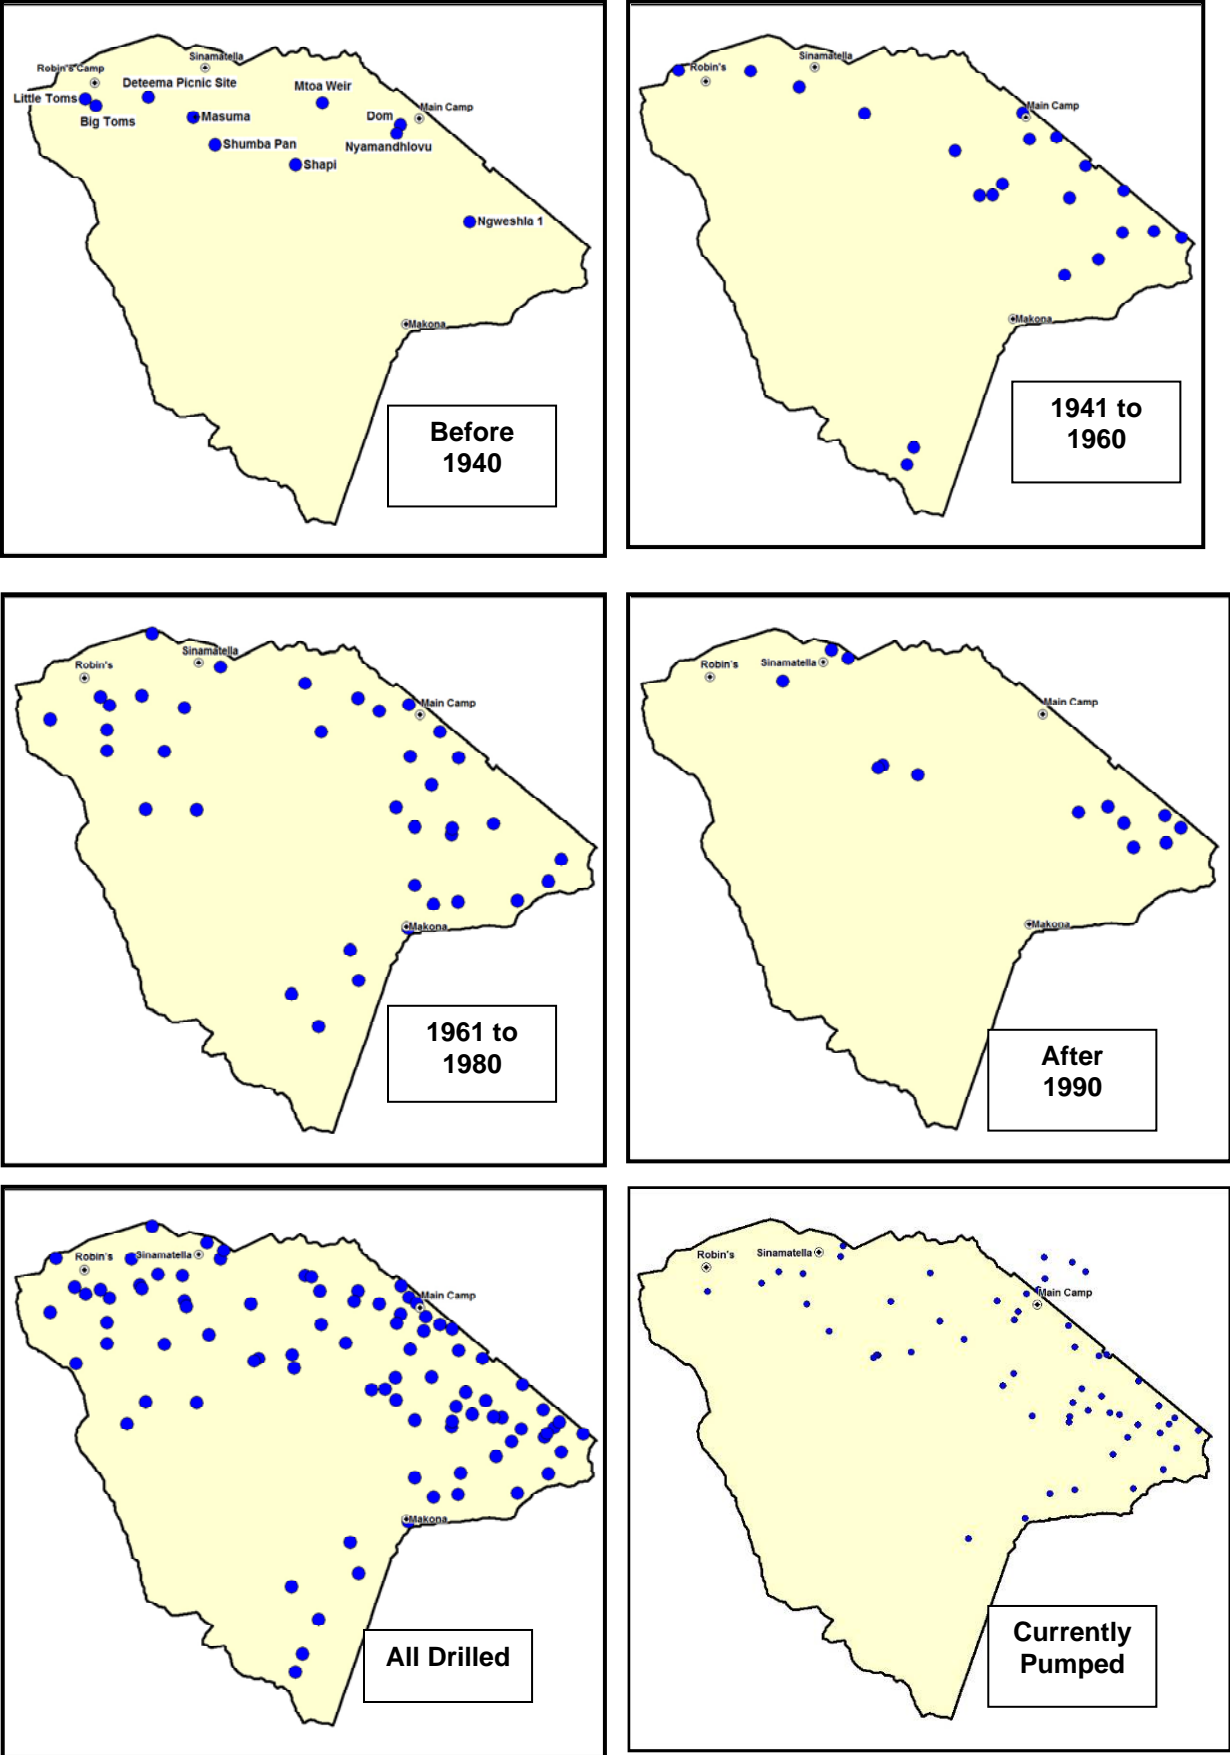 Sinamatella
Robin's Camp
Deteema Picnic Site
Mtoa Weir
Little Toms
Big Toms
Main Camp
Masuma
Dom
Shumba Pan
Nyamandhlovu
Shapi
Ngweshla 1
Makona
Before
1940
Sinamatella
Robin's
Main Camp
Makona
1941 to
1960
Sinamatella
Robin's
Main Camp
Makona
1961 to
1980
Robin's
Sinamatella
Main Camp
Makona
After
1990
Robin's
Sinamatella
Main Camp
Makona
All Drilled
Robin's
Sinamatella
Main Camp
Currently
Pumped